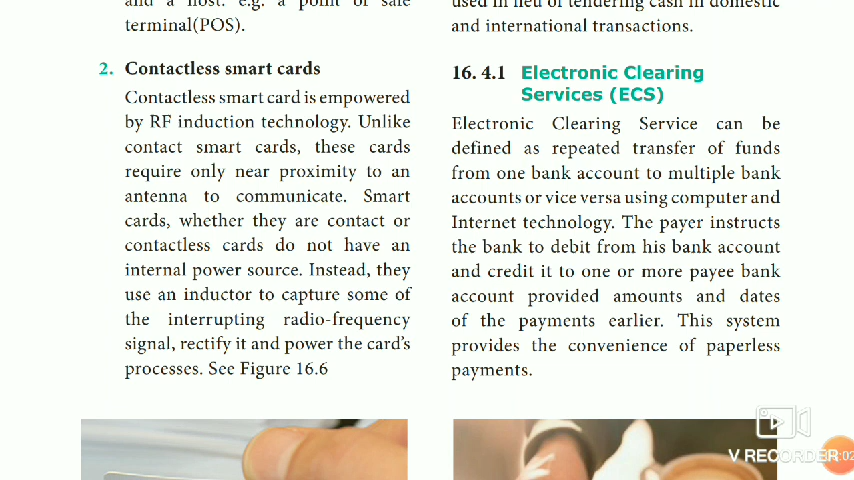 and a host. e.g. a point of sale
terminal(POS).
2. Contactless smart cards
Contactless smart card is empowered
by RF induction technology. Unlike
contact smart cards, these cards
require only near proximity to an
antenna to communicate. Smart
cards, whether they are contact or
contactless cards do not have an
internal power source. Instead, they
use an inductor to capture some of
the interrupting radio-frequency
signal, rectify it and power the card's
processes. See Figure 16.6
used in lieu of tendering cash in domestic
and international transactions.
16. 4.1 Electronic Clearing
Services (ECS)
Electronic Clearing Service can be
defined as repeated transfer of funds
from one bank account to multiple bank
accounts or vice versa using computer and
Internet technology. The payer instructs
the bank to debit from his bank account
and credit it to one or more payee bank
account provided amounts and dates
of the payments earlier. This system
provides the convenience of paperless
payments.
V RECORDER
:02